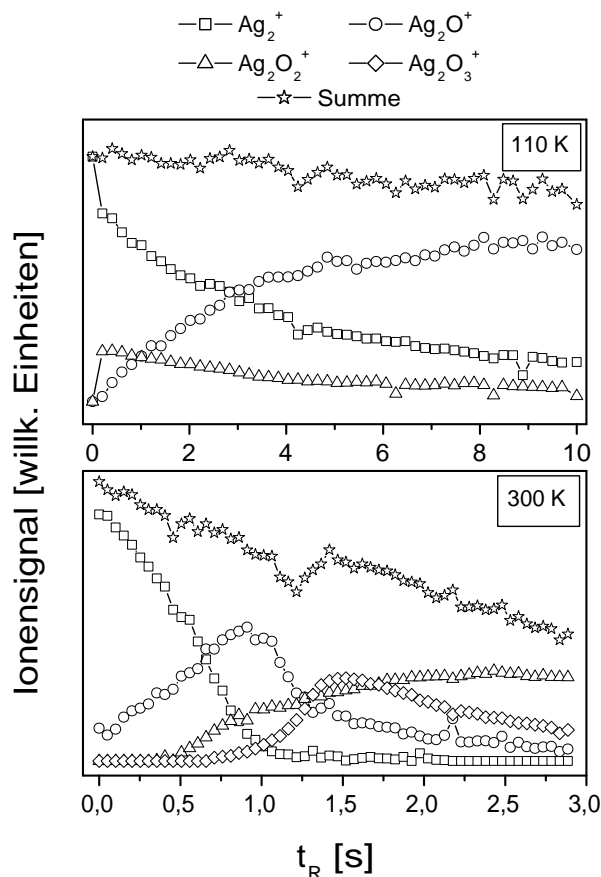 Ag₂⁺ Ag₂O⁺
Ag₂O₂⁺ Ag₂O₃⁺
Summe
110 K
0 2 4 6 8 10
Ionensignal [willk. Einheiten]
300 K
0,0 0,5 1,0 1,5 2,0 2,5 3,0
t_R [s]